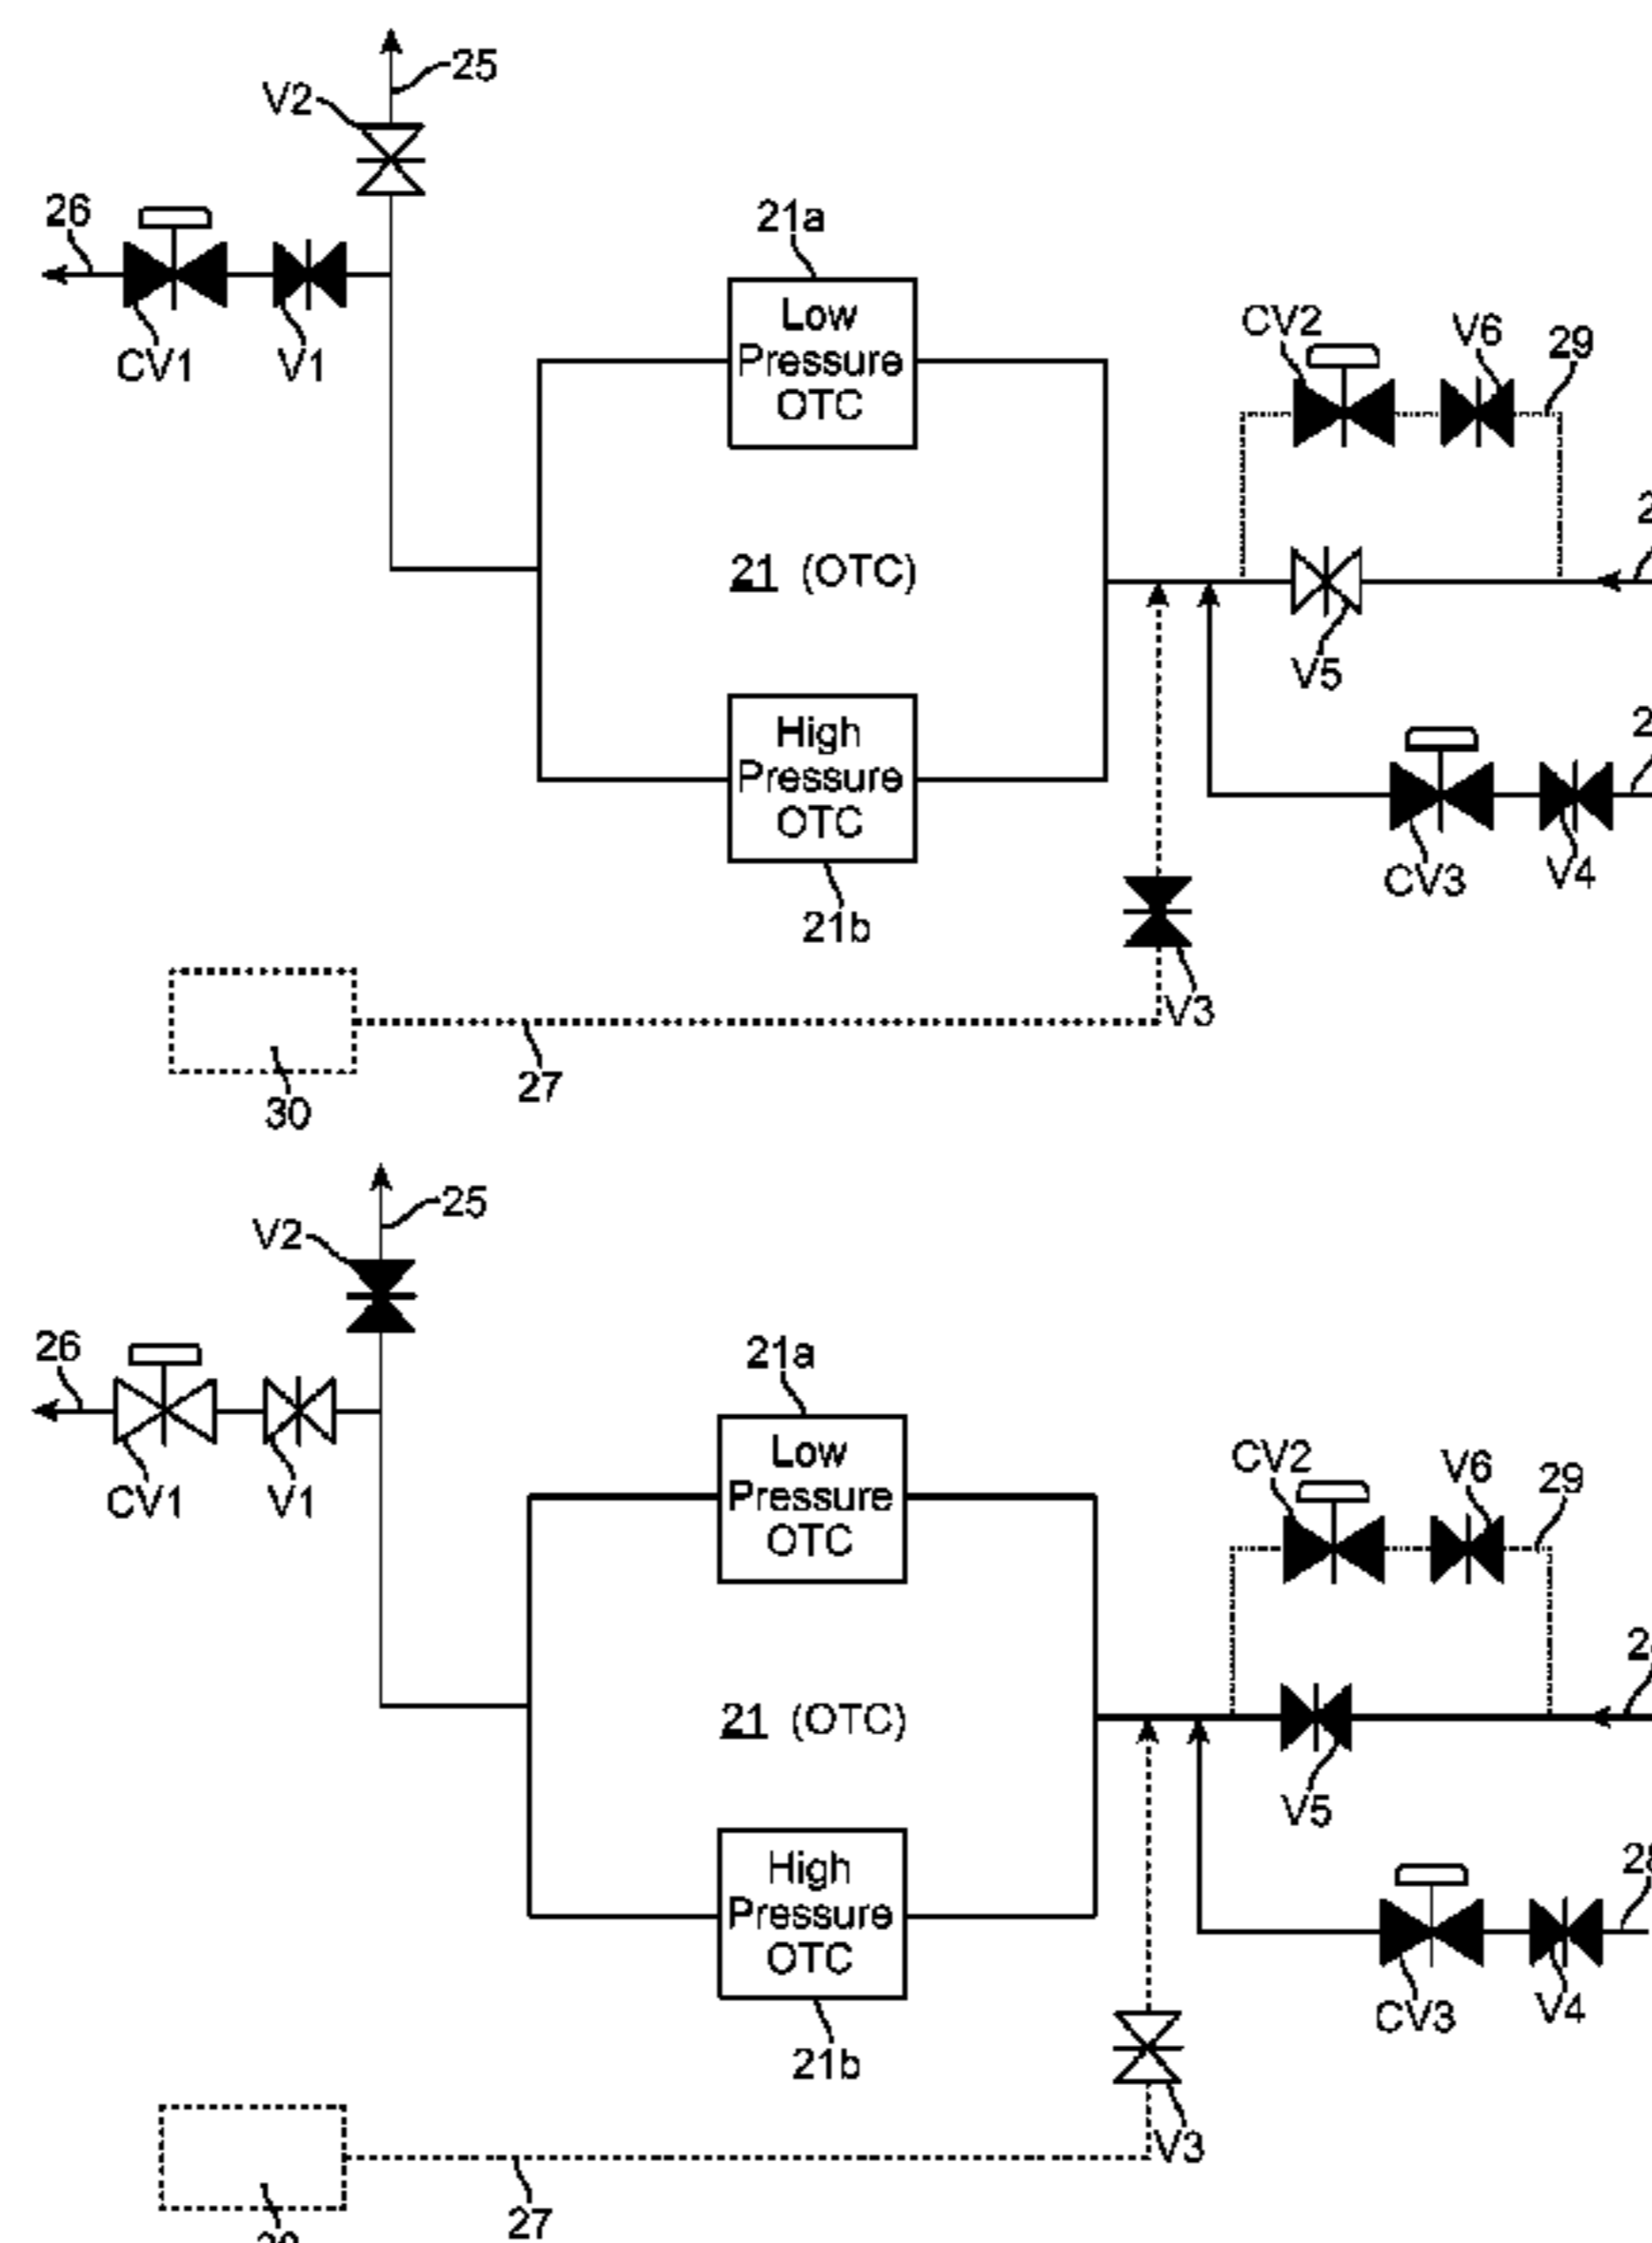 25
V2
26
21a
Low
Pressure
OTC
CV1
V1
CV2
V6
29
21 (OTC)
V5
High
Pressure
OTC
CV3
V4
21b
V3
30
27
25
V2
26
21a
Low
Pressure
OTC
CV1
V1
CV2
V6
29
21 (OTC)
V5
High
Pressure
OTC
28
CV3
V4
21b
V3
27